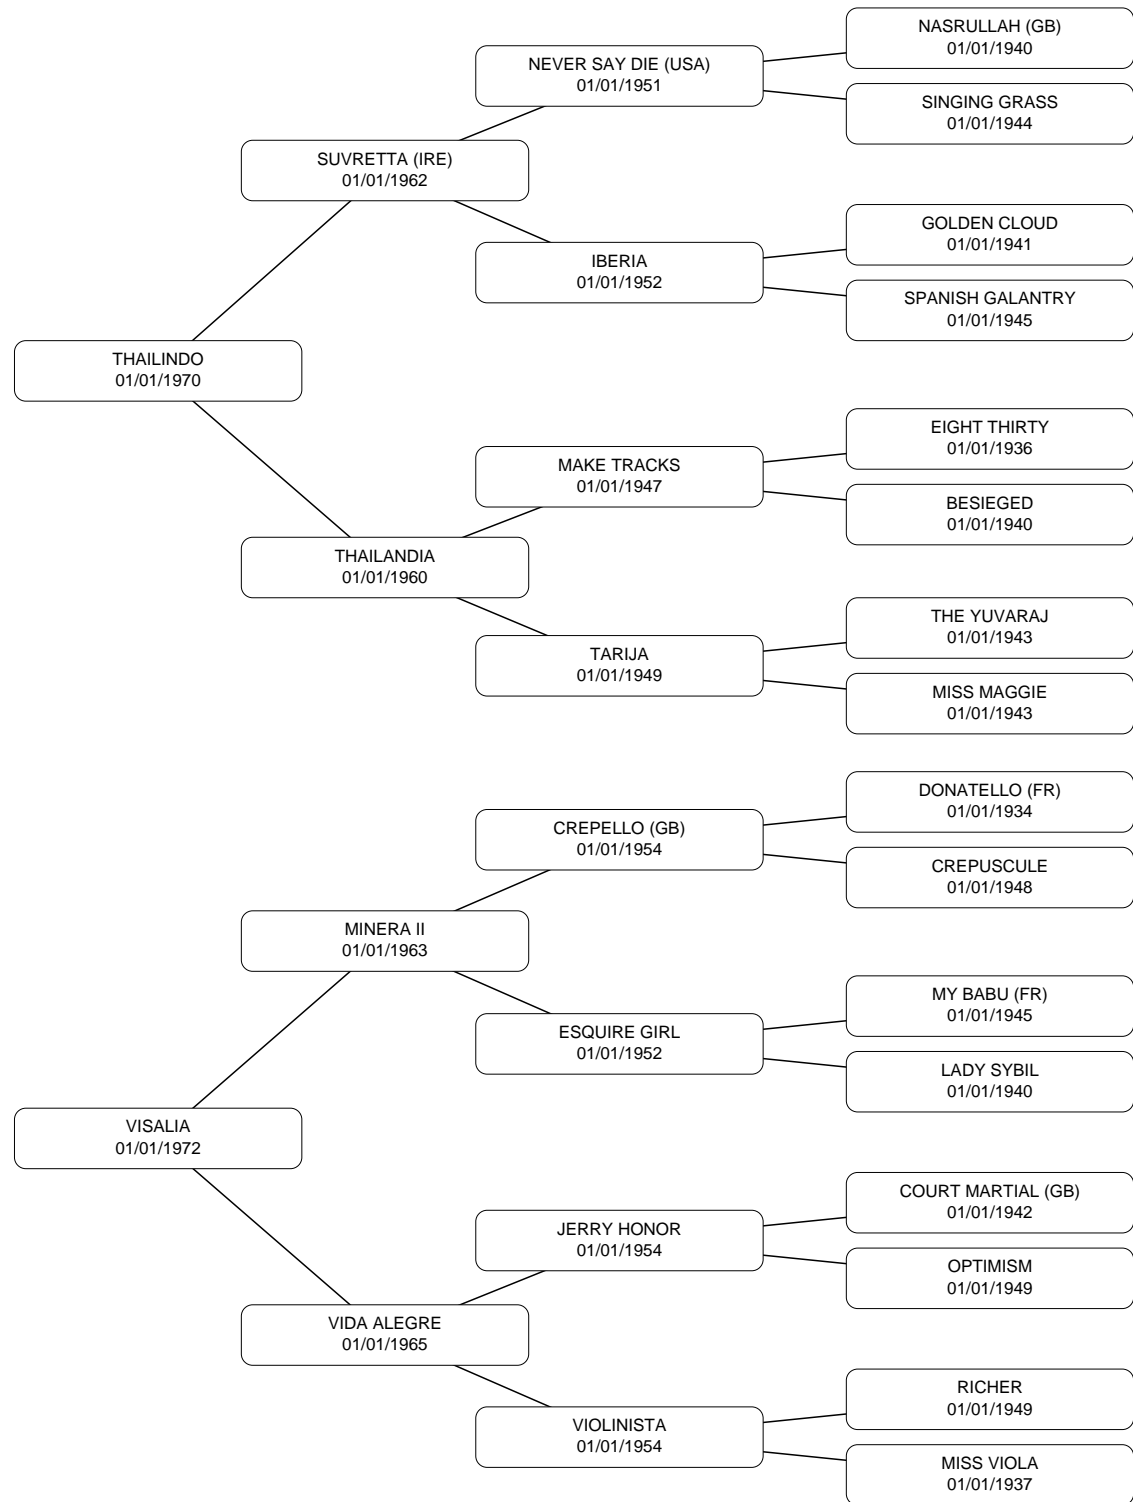 NASRULLAH (GB)
01/01/1940
NEVER SAY DIE (USA)
01/01/1951
SINGING GRASS
01/01/1944
SUVRETTA (IRE)
01/01/1962
GOLDEN CLOUD
01/01/1941
IBERIA
01/01/1952
SPANISH GALANTRY
01/01/1945
THAILINDO
01/01/1970
EIGHT THIRTY
01/01/1936
MAKE TRACKS
01/01/1947
BESIEGED
01/01/1940
THAILANDIA
01/01/1960
THE YUVARAJ
01/01/1943
TARIJA
01/01/1949
MISS MAGGIE
01/01/1943
DONATELLO (FR)
01/01/1934
CREPELLO (GB)
01/01/1954
CREPUSCULE
01/01/1948
MINERA II
01/01/1963
MY BABU (FR)
01/01/1945
ESQUIRE GIRL
01/01/1952
LADY SYBIL
01/01/1940
VISALIA
01/01/1972
COURT MARTIAL (GB)
01/01/1942
JERRY HONOR
01/01/1954
OPTIMISM
01/01/1949
VIDA ALEGRE
01/01/1965
RICHER
01/01/1949
VIOLINISTA
01/01/1954
MISS VIOLA
01/01/1937